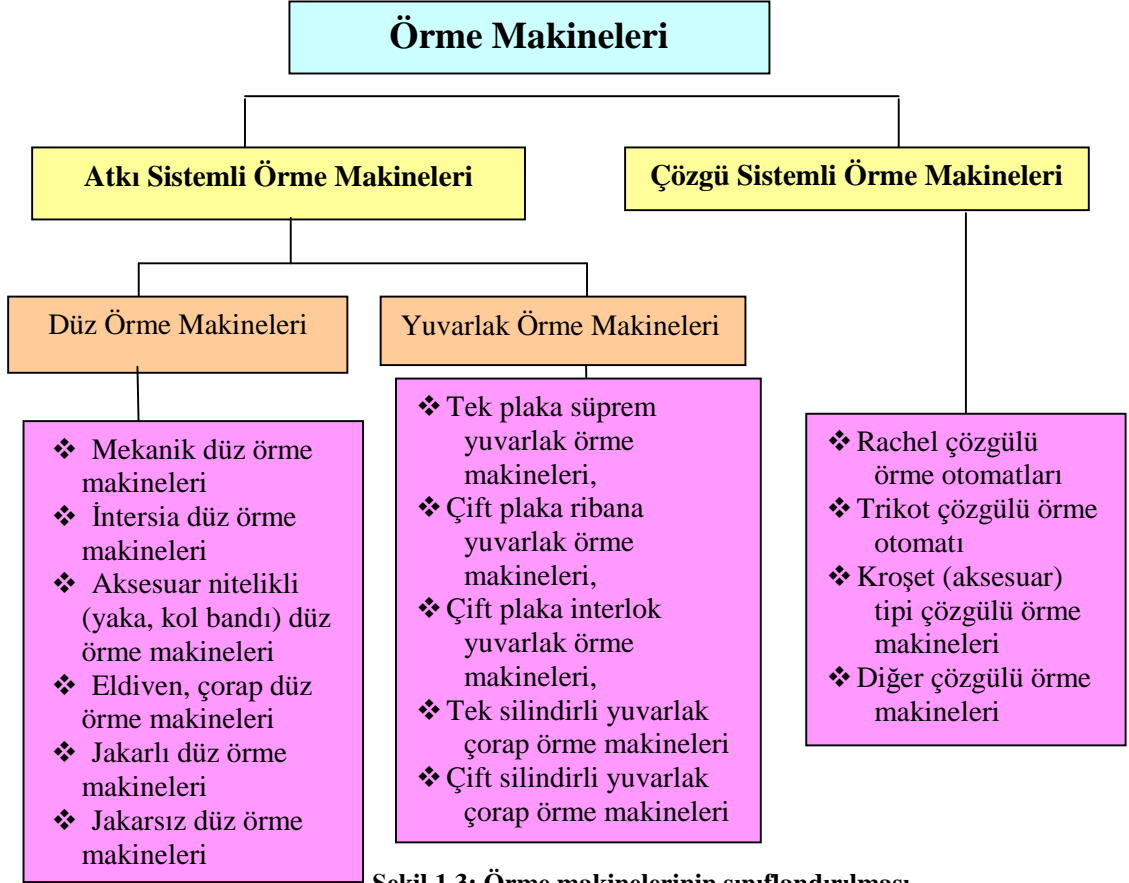 Örme Makineleri
Atkı Sistemli Örme Makineleri
Çözgü Sistemli Örme Makineleri
Düz Örme Makineleri
Yuvarlak Örme Makineleri
❖ Mekanik düz örme
makineleri
❖ İntersia düz örme
makineleri
❖ Aksesuar nitelikli
(yaka, kol bandı) düz
örme makineleri
❖ Eldiven, çorap düz
örme makineleri
❖ Jakarlı düz örme
makineleri
❖ Jakarsız düz örme
makineleri
❖ Tek plaka süprem
yuvarlak örme
makineleri,
❖ Çift plaka ribana
yuvarlak örme
makineleri,
❖ Çift plaka interlok
yuvarlak örme
makineleri,
❖ Tek silindirli yuvarlak
çorap örme makineleri
❖ Çift silindirli yuvarlak
çorap örme makineleri
❖ Rachel çözgülü
örme otomatları
❖ Trikot çözgülü örme
otomatı
❖ Kroşet (aksesuar)
tipi çözgülü örme
makineleri
❖ Diğer çözgülü örme
makineleri
Şekil 1.3: Örme makinelerinin sınıflandırılması